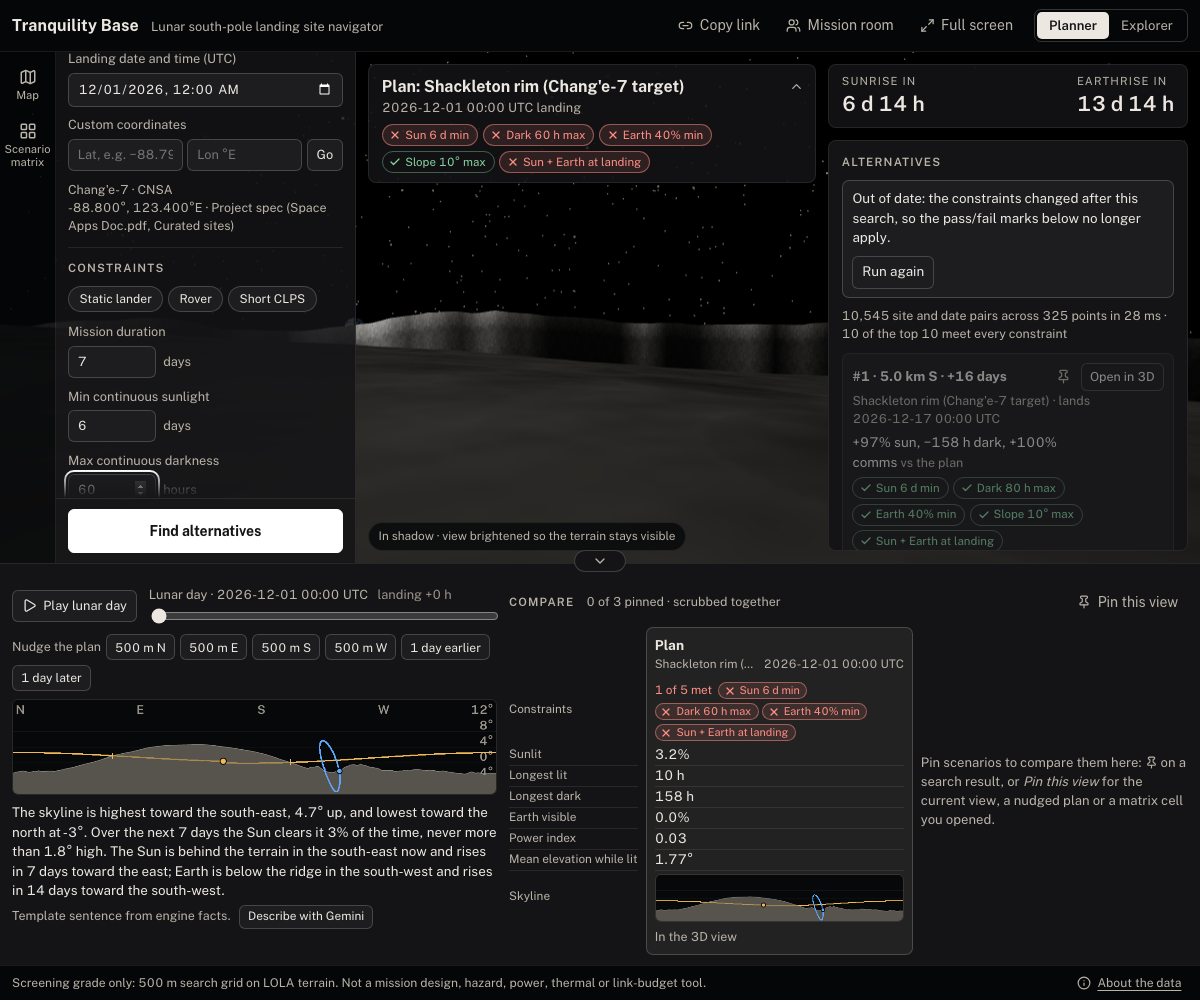 Tranquility Base
Lunar south-pole landing site navigator
Copy link
Mission room
Full screen
Planner
Explorer
Map
Scenario
matrix
Landing date and time (UTC)
12/01/2026, 12:00 AM
Custom coordinates
Lat, e.g. −88.79
Lon °E
Go
Chang'e-7 · CNSA
-88.800°, 123.400°E · Project spec (Space
Apps Doc.pdf, Curated sites)
CONSTRAINTS
Static lander
Rover
Short CLPS
Mission duration
7 days
Min continuous sunlight
6 days
Max continuous darkness
60 hours
Find alternatives
Plan: Shackleton rim (Chang'e-7 target)
2026-12-01 00:00 UTC landing
Sun 6 d min
Dark 60 h max
Earth 40% min
Slope 10° max
Sun + Earth at landing
In shadow · view brightened so the terrain stays visible
SUNRISE IN
6 d 14 h
EARTHRISE IN
13 d 14 h
ALTERNATIVES
Out of date: the constraints changed after this
search, so the pass/fail marks below no longer
apply.
Run again
10,545 site and date pairs across 325 points in 28 ms ·
10 of the top 10 meet every constraint
#1 · 5.0 km S · +16 days
Open in 3D
Shackleton rim (Chang'e-7 target) · lands
2026-12-17 00:00 UTC
+97% sun, −158 h dark, +100%
comms vs the plan
Sun 6 d min
Dark 80 h max
Earth 40% min
Slope 10° max
Sun + Earth at landing
Play lunar day
Lunar day · 2026-12-01 00:00 UTC landing +0 h
Nudge the plan
500 m N
500 m E
500 m S
500 m W
1 day earlier
1 day later
N
E
S
W
12°
8°
4°
0°
-4°
The skyline is highest toward the south-east, 4.7° up, and lowest toward the
north at -3°. Over the next 7 days the Sun clears it 3% of the time, never more
than 1.8° high. The Sun is behind the terrain in the south-east now and rises
in 7 days toward the east; Earth is below the ridge in the south-west and rises
in 14 days toward the south-west.
Template sentence from engine facts.
Describe with Gemini
COMPARE
0 of 3 pinned · scrubbed together
Pin this view
Plan
Shackleton rim (... 2026-12-01 00:00 UTC
Constraints
1 of 5 met
Sun 6 d min
Dark 60 h max
Earth 40% min
Sun + Earth at landing
Sunlit 3.2%
Longest lit 10 h
Longest dark 158 h
Earth visible 0.0%
Power index 0.03
Mean elevation while lit 1.77°
Skyline
In the 3D view
Pin scenarios to compare them here: on a
search result, or Pin this view for the
current view, a nudged plan or a matrix cell
you opened.
Screening grade only: 500 m search grid on LOLA terrain. Not a mission design, hazard, power, thermal or link-budget tool.
About the data